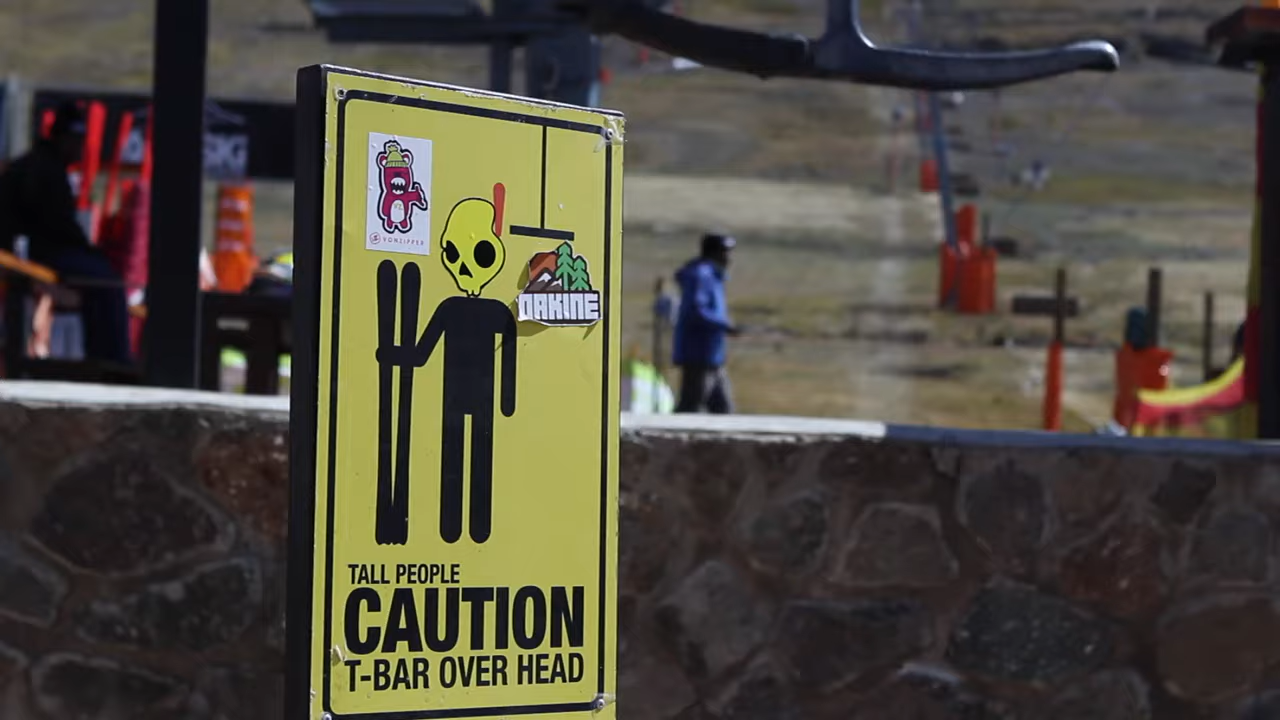 VONZIPPER
DAKINE
TALL PEOPLE
CAUTION
T-BAR OVER HEAD